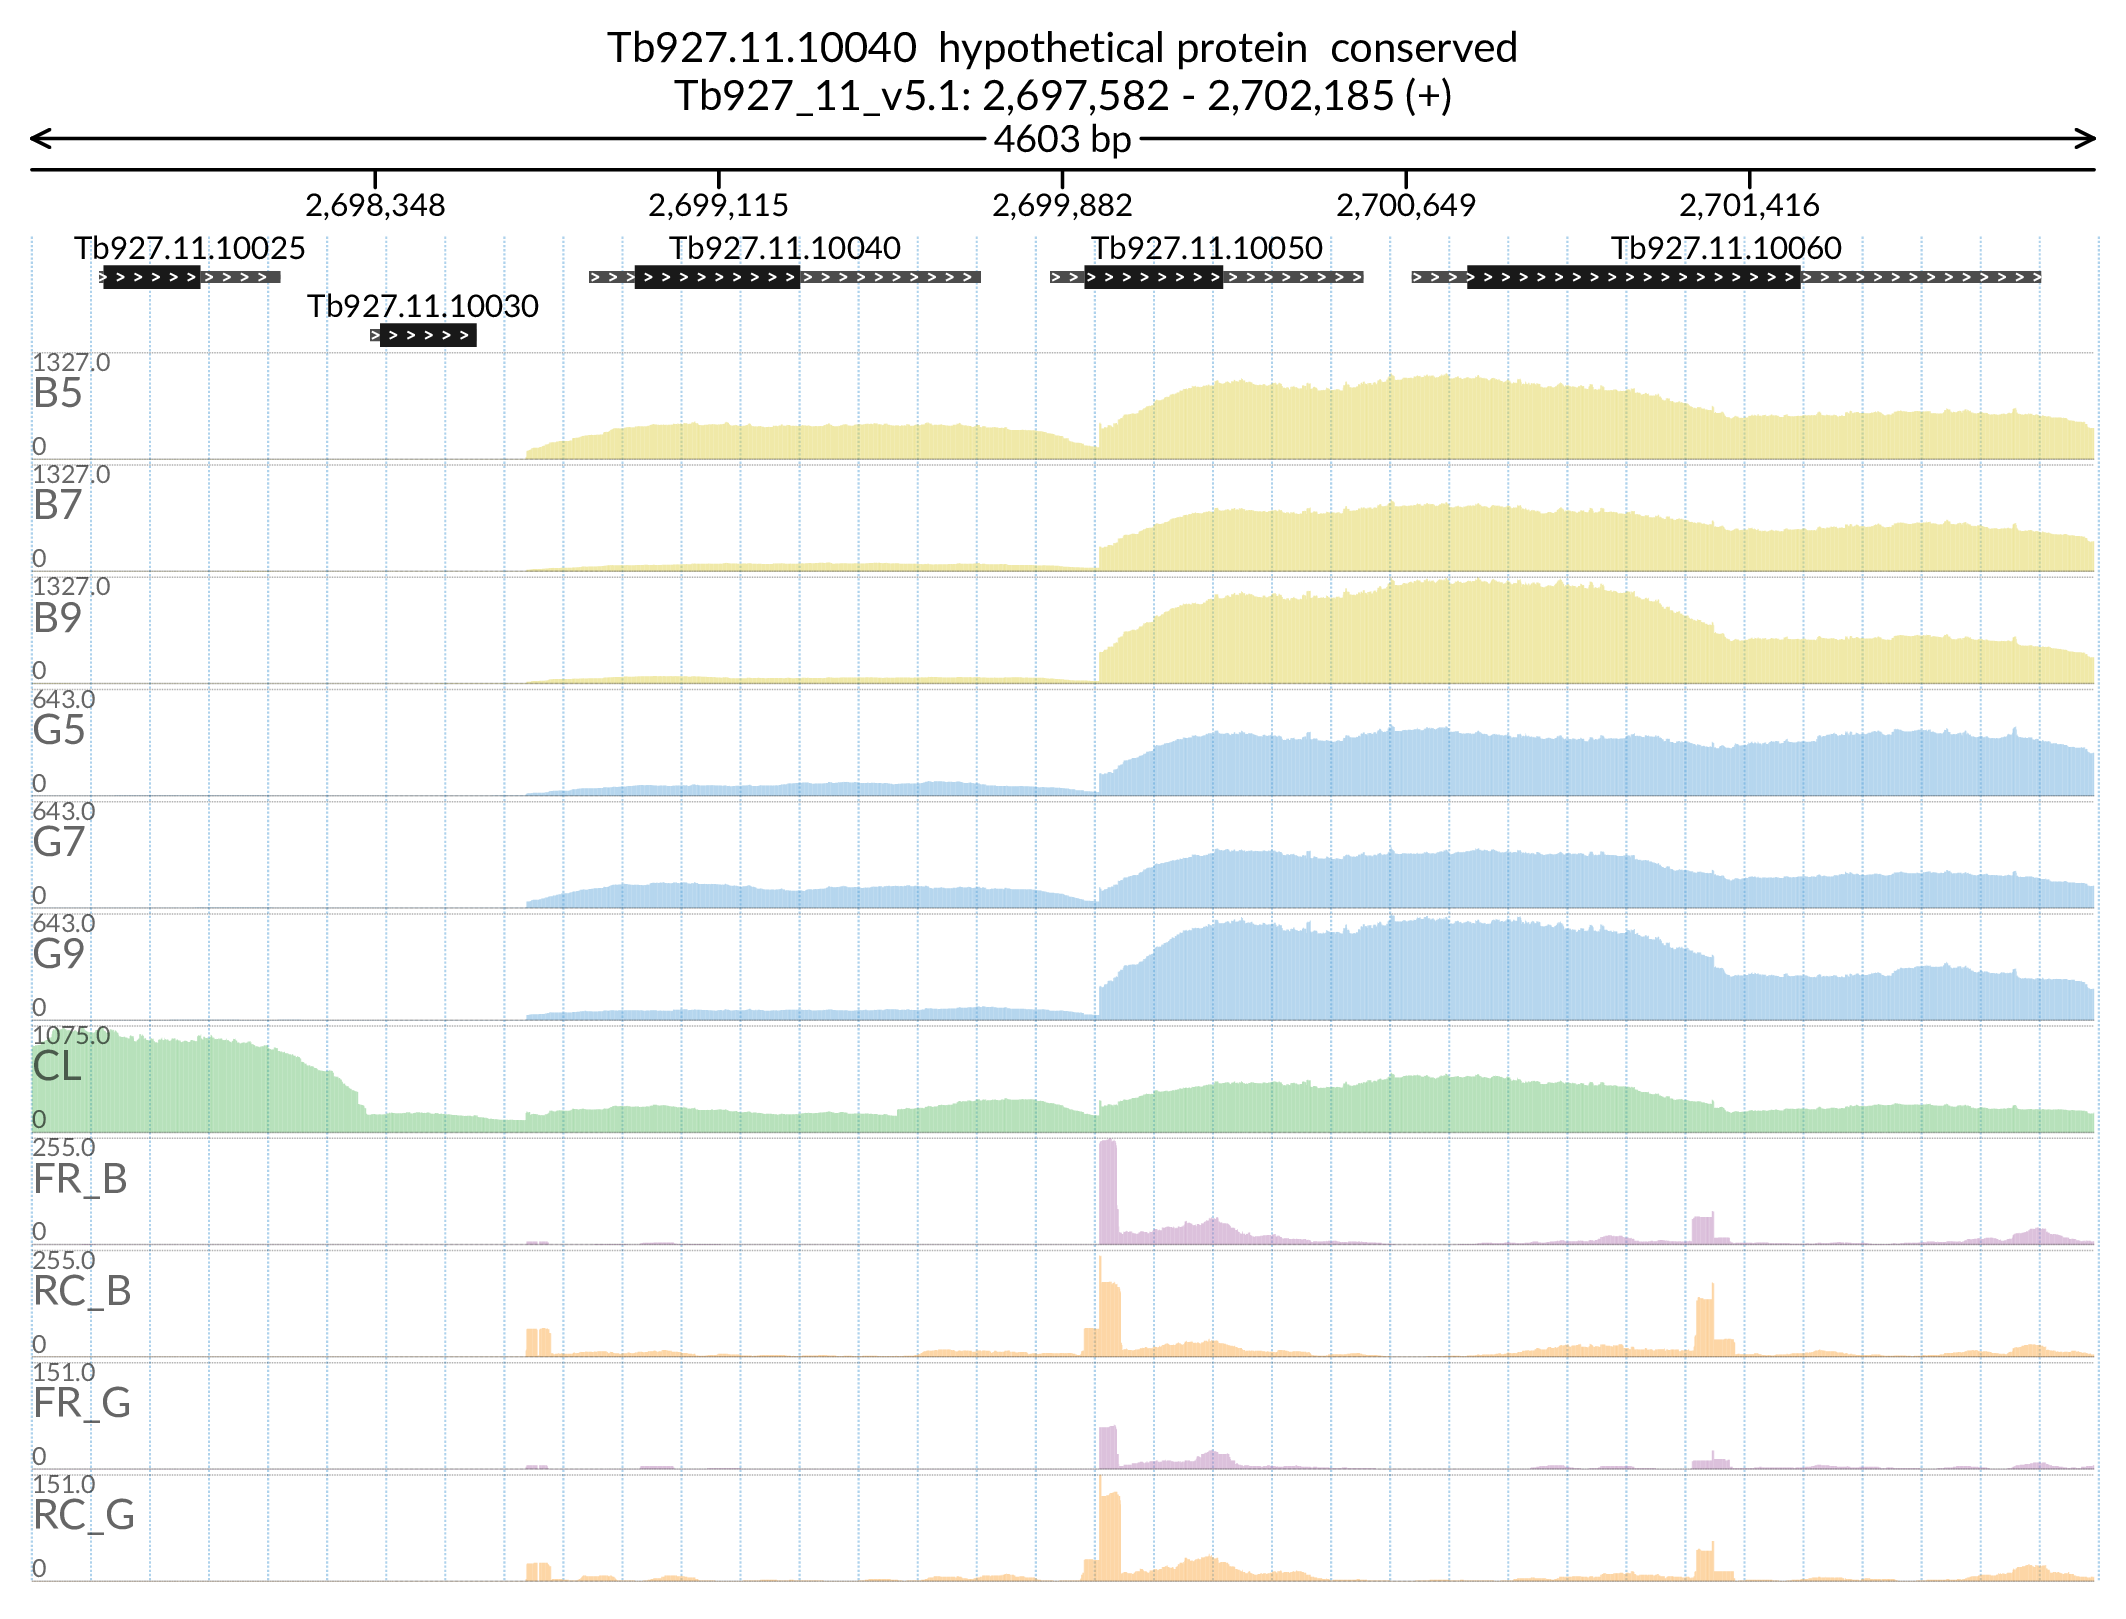 Tb927.11.10040  hypothetical protein  conserved
Tb927_11_v5.1: 2,697,582 - 2,702,185 (+)
4603 bp
2,698,348 2,699,115 2,699,882 2,700,649 2,701,416
Tb927.11.10025 Tb927.11.10040 Tb927.11.10050 Tb927.11.10060
Tb927.11.10030
1327.0
B5
0
1327.0
B7
0
1327.0
B9
0
643.0
G5
0
643.0
G7
0
643.0
G9
0
1075.0
CL
0
255.0
FR_B
0
255.0
RC_B
0
151.0
FR_G
0
151.0
RC_G
0